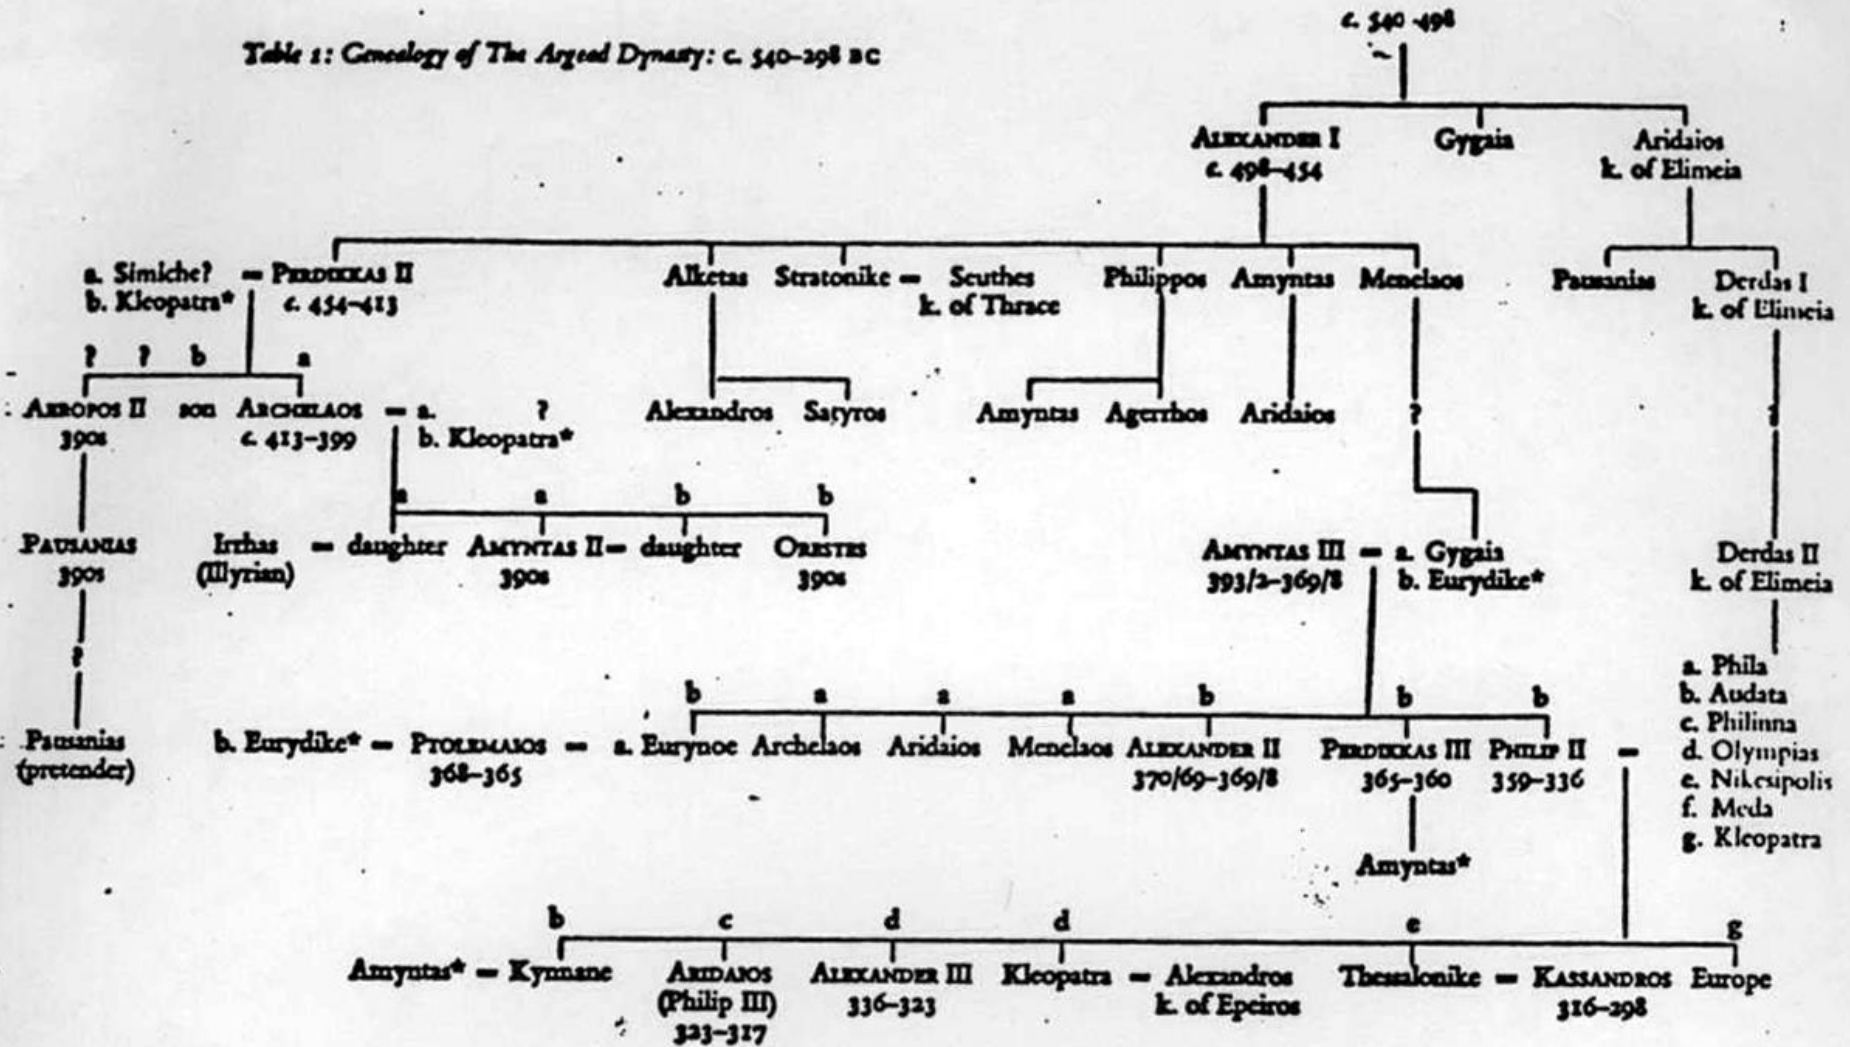 c. 540-498
Table 1: Genealogy of The Argead Dynasty: c. 540-298 BC
ALEXANDER I Gygaia Aridaios
c. 498-454 k. of Elimeia
a. Simiche? = PERDIKKAS II Alketas Stratonike = Seuthes Philippos Amyntas Menelaos Pausanias Derdas I
b. Kleopatra* c. 454-413 k. of Thrace k. of Elimeia
? ? b a
AEROPOS II son ARCHELAOS = a. ? Alexandros Satyros Amyntas Agerrhos Aridaios ? ?
390s c. 413-399 b. Kleopatra*
a a b b
PAUSANIAS Irrhas = daughter AMYNTAS II = daughter ORESTES AMYNTAS III = a. Gygaia Derdas II
390s (Illyrian) 390s 390s 393/2-369/8 b. Eurydike* k. of Elimeia
?
b a a a b b b
Pausanias b. Eurydike* = PTOLEMAIOS = a. Eurynoe Archelaos Aridaios Menelaos ALEXANDER II PERDIKKAS III PHILIP II =
(pretender) 368-365 370/69-369/8 365-360 359-336
a. Phila
b. Audata
c. Philinna
d. Olympias
e. Nikesipolis
f. Meda
g. Kleopatra
Amyntas*
b c d d e g
Amyntas* = Kynnane ARIDAIOS ALEXANDER III Kleopatra = Alexandros Thessalonike = KASSANDROS Europe
(Philip III) 336-323 k. of Epeiros 316-298
323-317